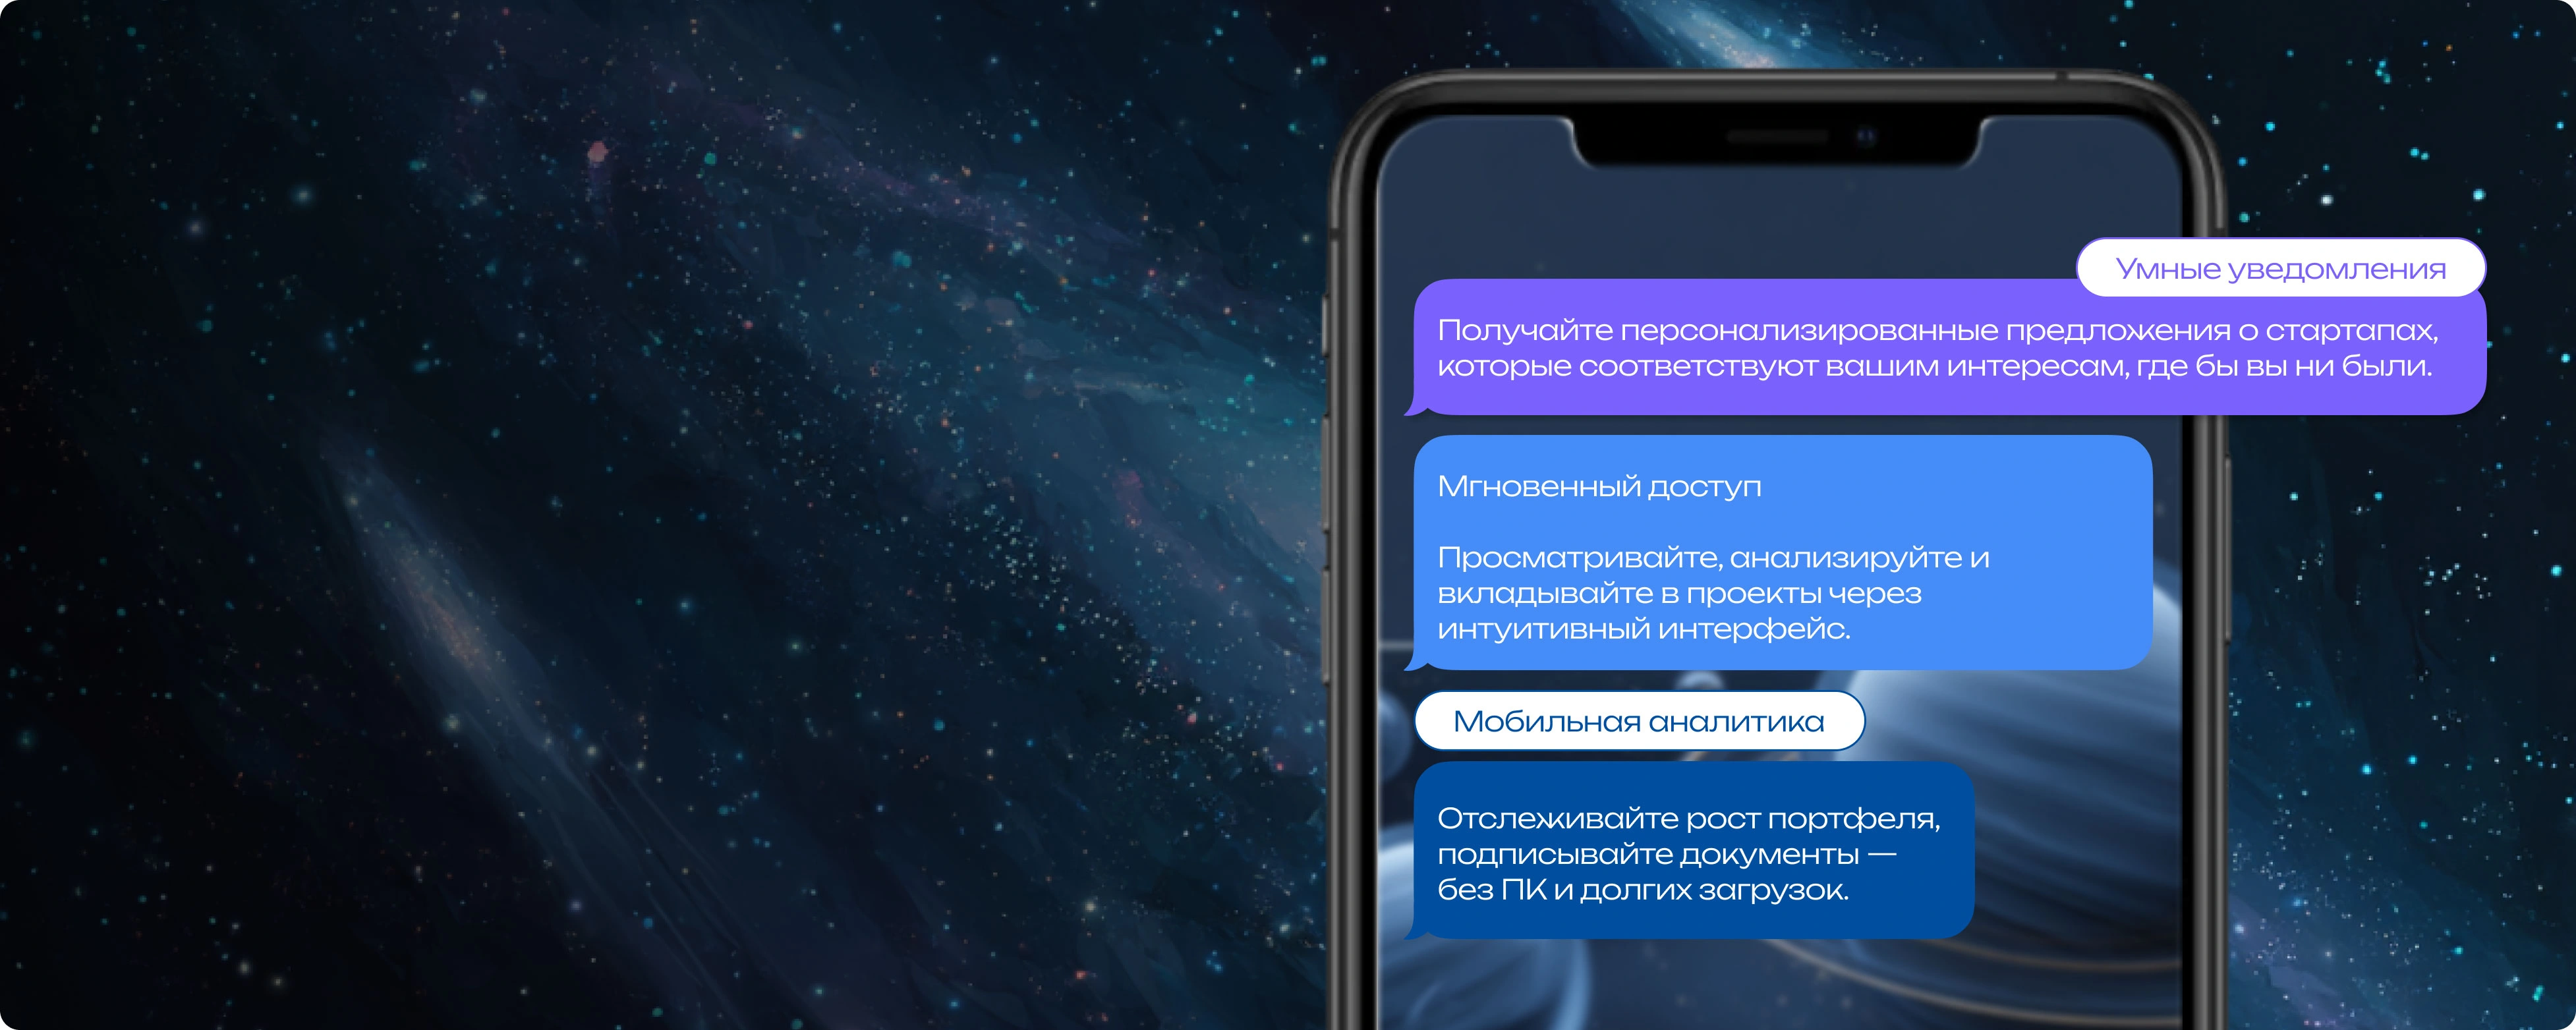 Умные уведомления
Получайте персонализированные предложения о стартапах,
которые соответствуют вашим интересам, где бы вы ни были.
Мгновенный доступ
Просматривайте, анализируйте и
вкладывайте в проекты через
интуитивный интерфейс.
Мобильная аналитика
Отслеживайте рост портфеля,
подписывайте документы —
без ПК и долгих загрузок.